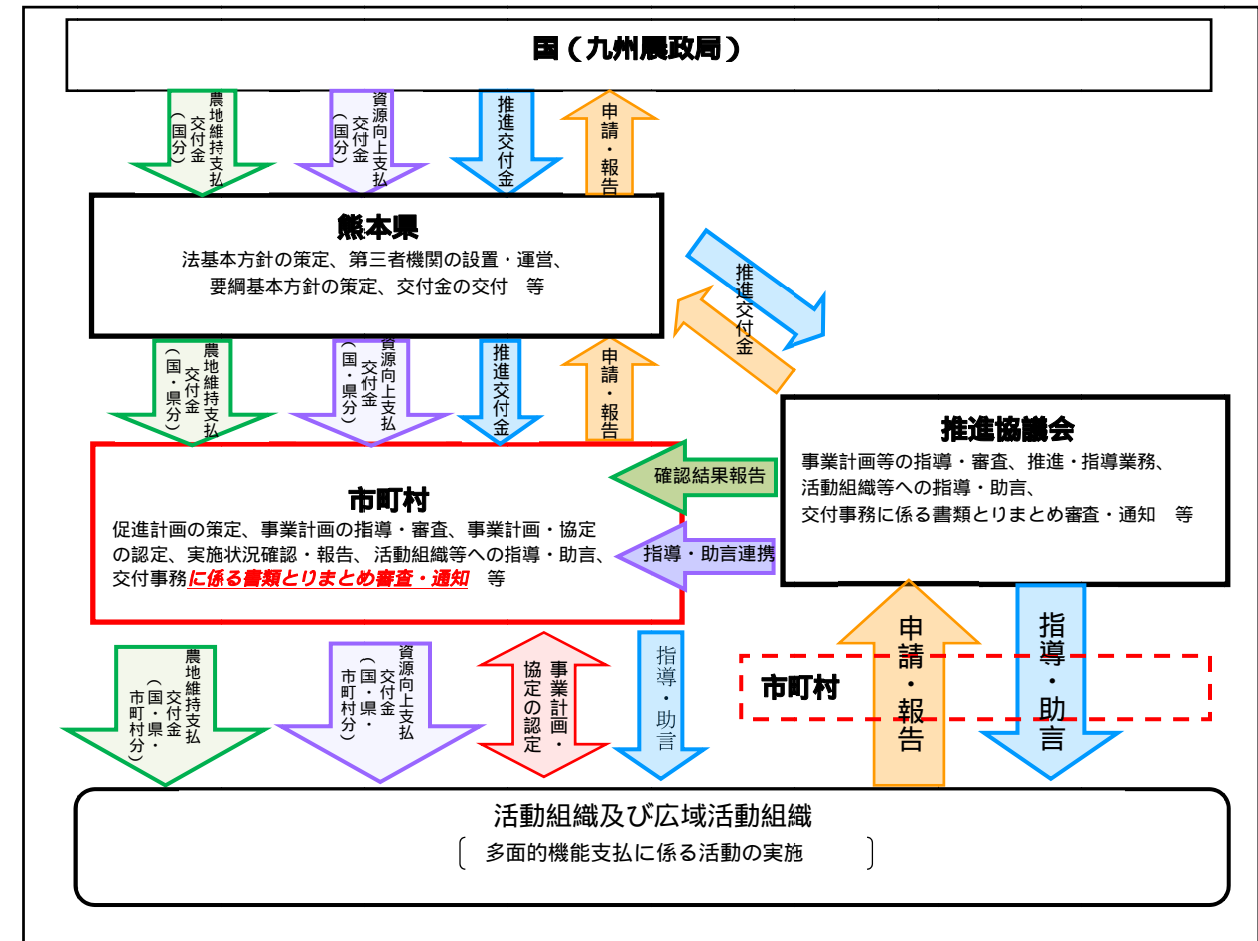 国（九州農政局）
農地維持支払
交付金
（国分）
資源向上支払
交付金
（国分）
推進交付金
申請・報告
熊本県
法基本方針の策定、第三者機関の設置・運営、
要綱基本方針の策定、交付金の交付　等
推進交付金
農地維持支払
交付金
（国・県分）
資源向上支払
交付金
（国・県分）
推進交付金
申請・報告
推進協議会
事業計画等の指導・審査、推進・指導業務、
活動組織等への指導・助言、
交付事務に係る書類とりまとめ審査・通知　等
確認結果報告
指導・助言連携
市町村
促進計画の策定、事業計画の指導・審査、事業計画・協定
の認定、実施状況確認・報告、活動組織等への指導・助言、
交付事務に係る書類とりまとめ審査・通知　等
農地維持支払
交付金
（国・県・
市町村分）
資源向上支払
交付金
（国・県・
市町村分）
事業計画・
協定の認定
指導・助言
市町村
申請・報告
指導・助言
活動組織及び広域活動組織
〔　多面的機能支払に係る活動の実施　〕